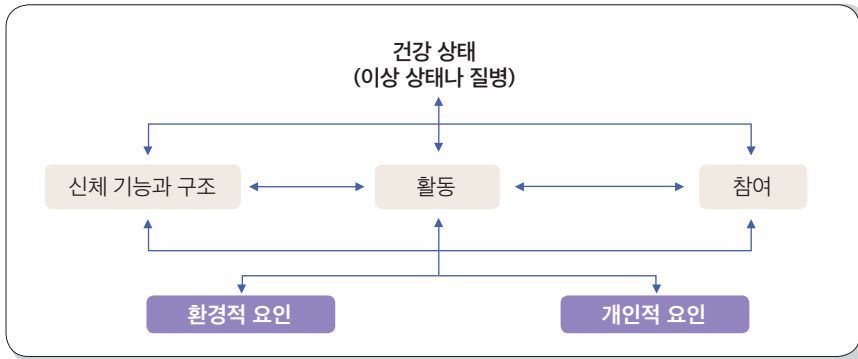 건강 상태
(이상 상태나 질병)
신체 기능과 구조
활동
참여
환경적 요인
개인적 요인